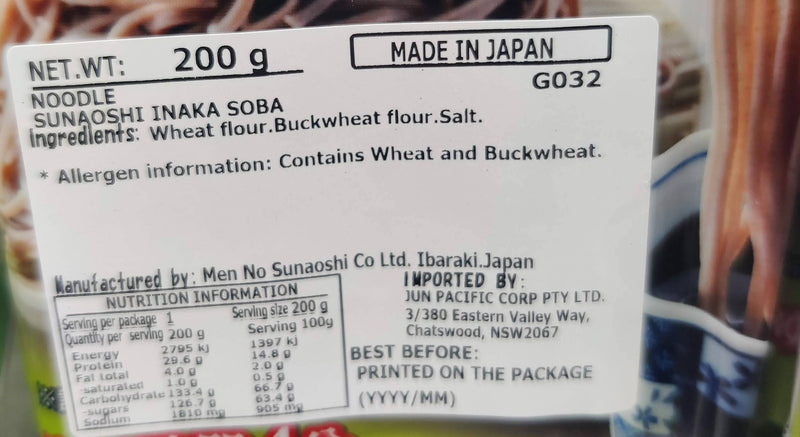 NET.WT: 200 g
MADE IN JAPAN
G032
NOODLE
SUNAOSHI INAKA SOBA
Ingredients: Wheat flour.Buckwheat flour.Salt.
* Allergen information: Contains Wheat and Buckwheat.
Manufactured by: Men No Sunaoshi Co Ltd. Ibaraki.Japan
NUTRITION INFORMATION
Serving per package 1 Serving size 200 g
Quantity per serving 200 g Serving 100g
Energy 2795 kJ 1397 kJ
Protein 29.6 g 14.8 g
Fat total 4.0 g 2.0 g
-saturated 1.0 g 0.5 g
Carbohydrate 133.4 g 66.7 g
-sugars 126.7 g 63.4 g
Sodium 1810 mg 905 mg
IMPORTED BY:
JUN PACIFIC CORP PTY LTD.
3/380 Eastern Valley Way,
Chatswood, NSW2067
BEST BEFORE:
PRINTED ON THE PACKAGE
(YYYY/MM)